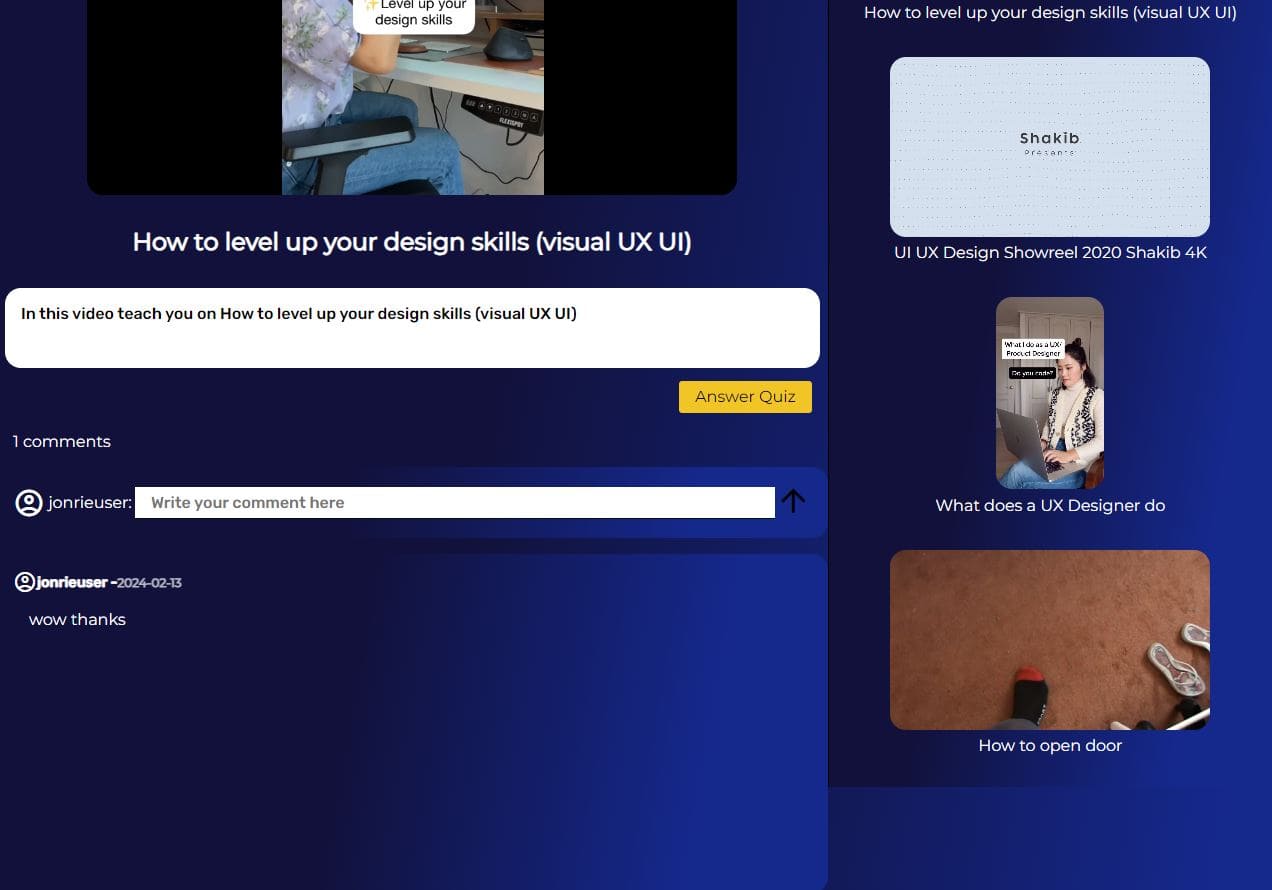 ✨Level up your
design skills
FLEXISPOT
How to level up your design skills (visual UX UI)
In this video teach you on How to level up your design skills (visual UX UI)
Answer Quiz
1 comments
jonrieuser:
Write your comment here
jonrieuser -2024-02-13
wow thanks
How to level up your design skills (visual UX UI)
Shakib
Presents
UI UX Design Showreel 2020 Shakib 4K
What I do as a UX/
Product Designer
Do you code?
What does a UX Designer do
How to open door